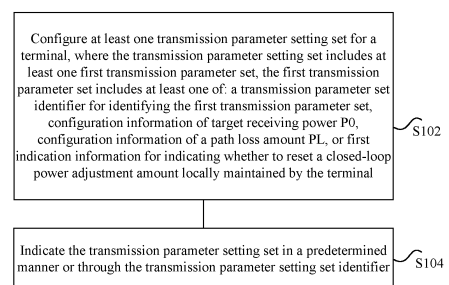 Configure at least one transmission parameter setting set for a
terminal, where the transmission parameter setting set includes at
least one first transmission parameter set, the first transmission
parameter set includes at least one of: a transmission parameter set
identifier for identifying the first transmission parameter set,
configuration information of target receiving power P0,
configuration information of a path loss amount PL, or first
indication information for indicating whether to reset a closed-loop
power adjustment amount locally maintained by the terminal
S102
Indicate the transmission parameter setting set in a predetermined
manner or through the transmission parameter setting set identifier
S104